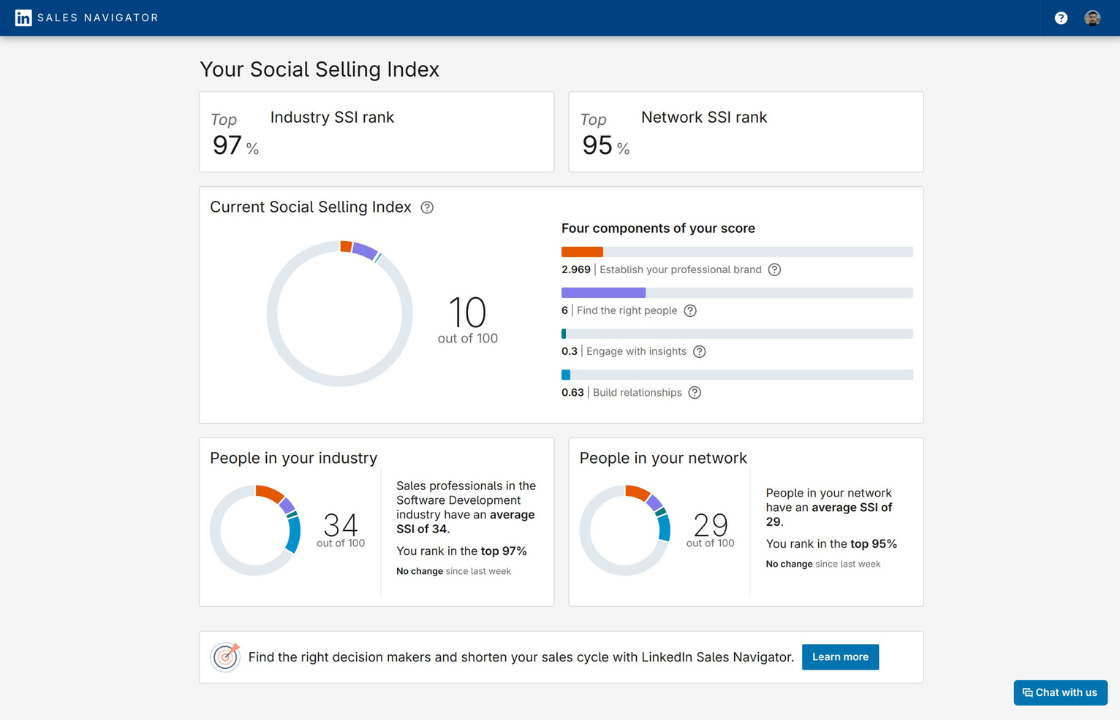 in SALES NAVIGATOR
?
Your Social Selling Index
Top
97 %
Industry SSI rank
Top
95 %
Network SSI rank
Current Social Selling Index ?
10
out of 100
Four components of your score
2.969 | Establish your professional brand ?
6 | Find the right people ?
0.3 | Engage with insights ?
0.63 | Build relationships ?
People in your industry
34
out of 100
Sales professionals in the
Software Development
industry have an average
SSI of 34.
You rank in the top 97%
No change since last week
People in your network
29
out of 100
People in your network
have an average SSI of
29.
You rank in the top 95%
No change since last week
Find the right decision makers and shorten your sales cycle with LinkedIn Sales Navigator.
Learn more
Chat with us